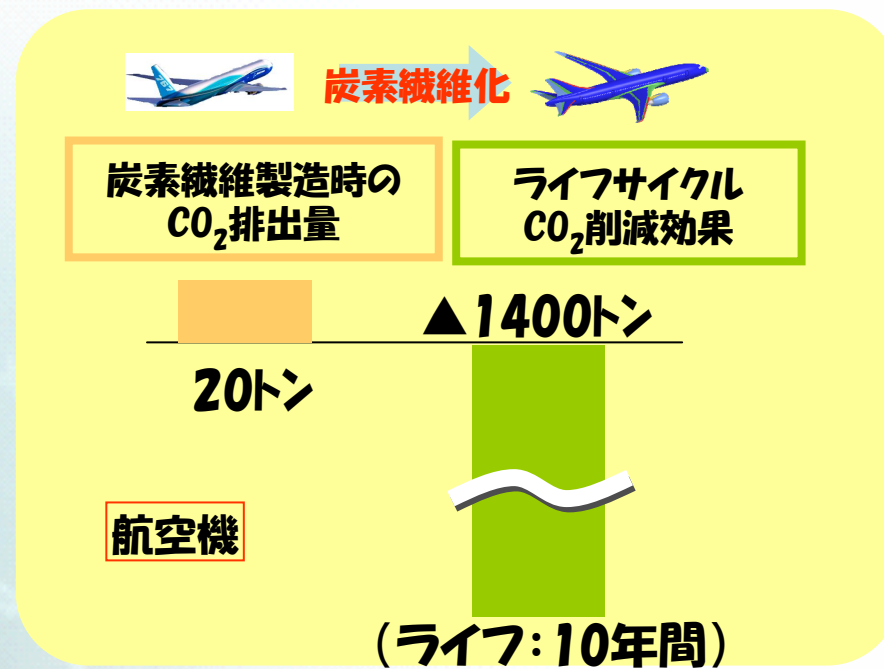 炭素繊維化
炭素繊維製造時の
CO₂排出量
ライフサイクル
CO₂削減効果
▲1400トン
20トン
航空機
(ライフ:10年間)